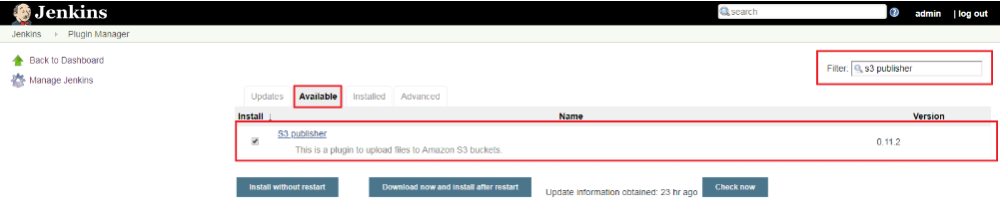 Jenkins
search
admin
| log out
Jenkins
Plugin Manager
Back to Dashboard
Manage Jenkins
Filter: s3 publisher
Updates
Available
Installed
Advanced
Install ↓
Name
Version
S3 publisher
This is a plugin to upload files to Amazon S3 buckets.
0.11.2
Install without restart
Download now and install after restart
Update information obtained: 23 hr ago
Check now